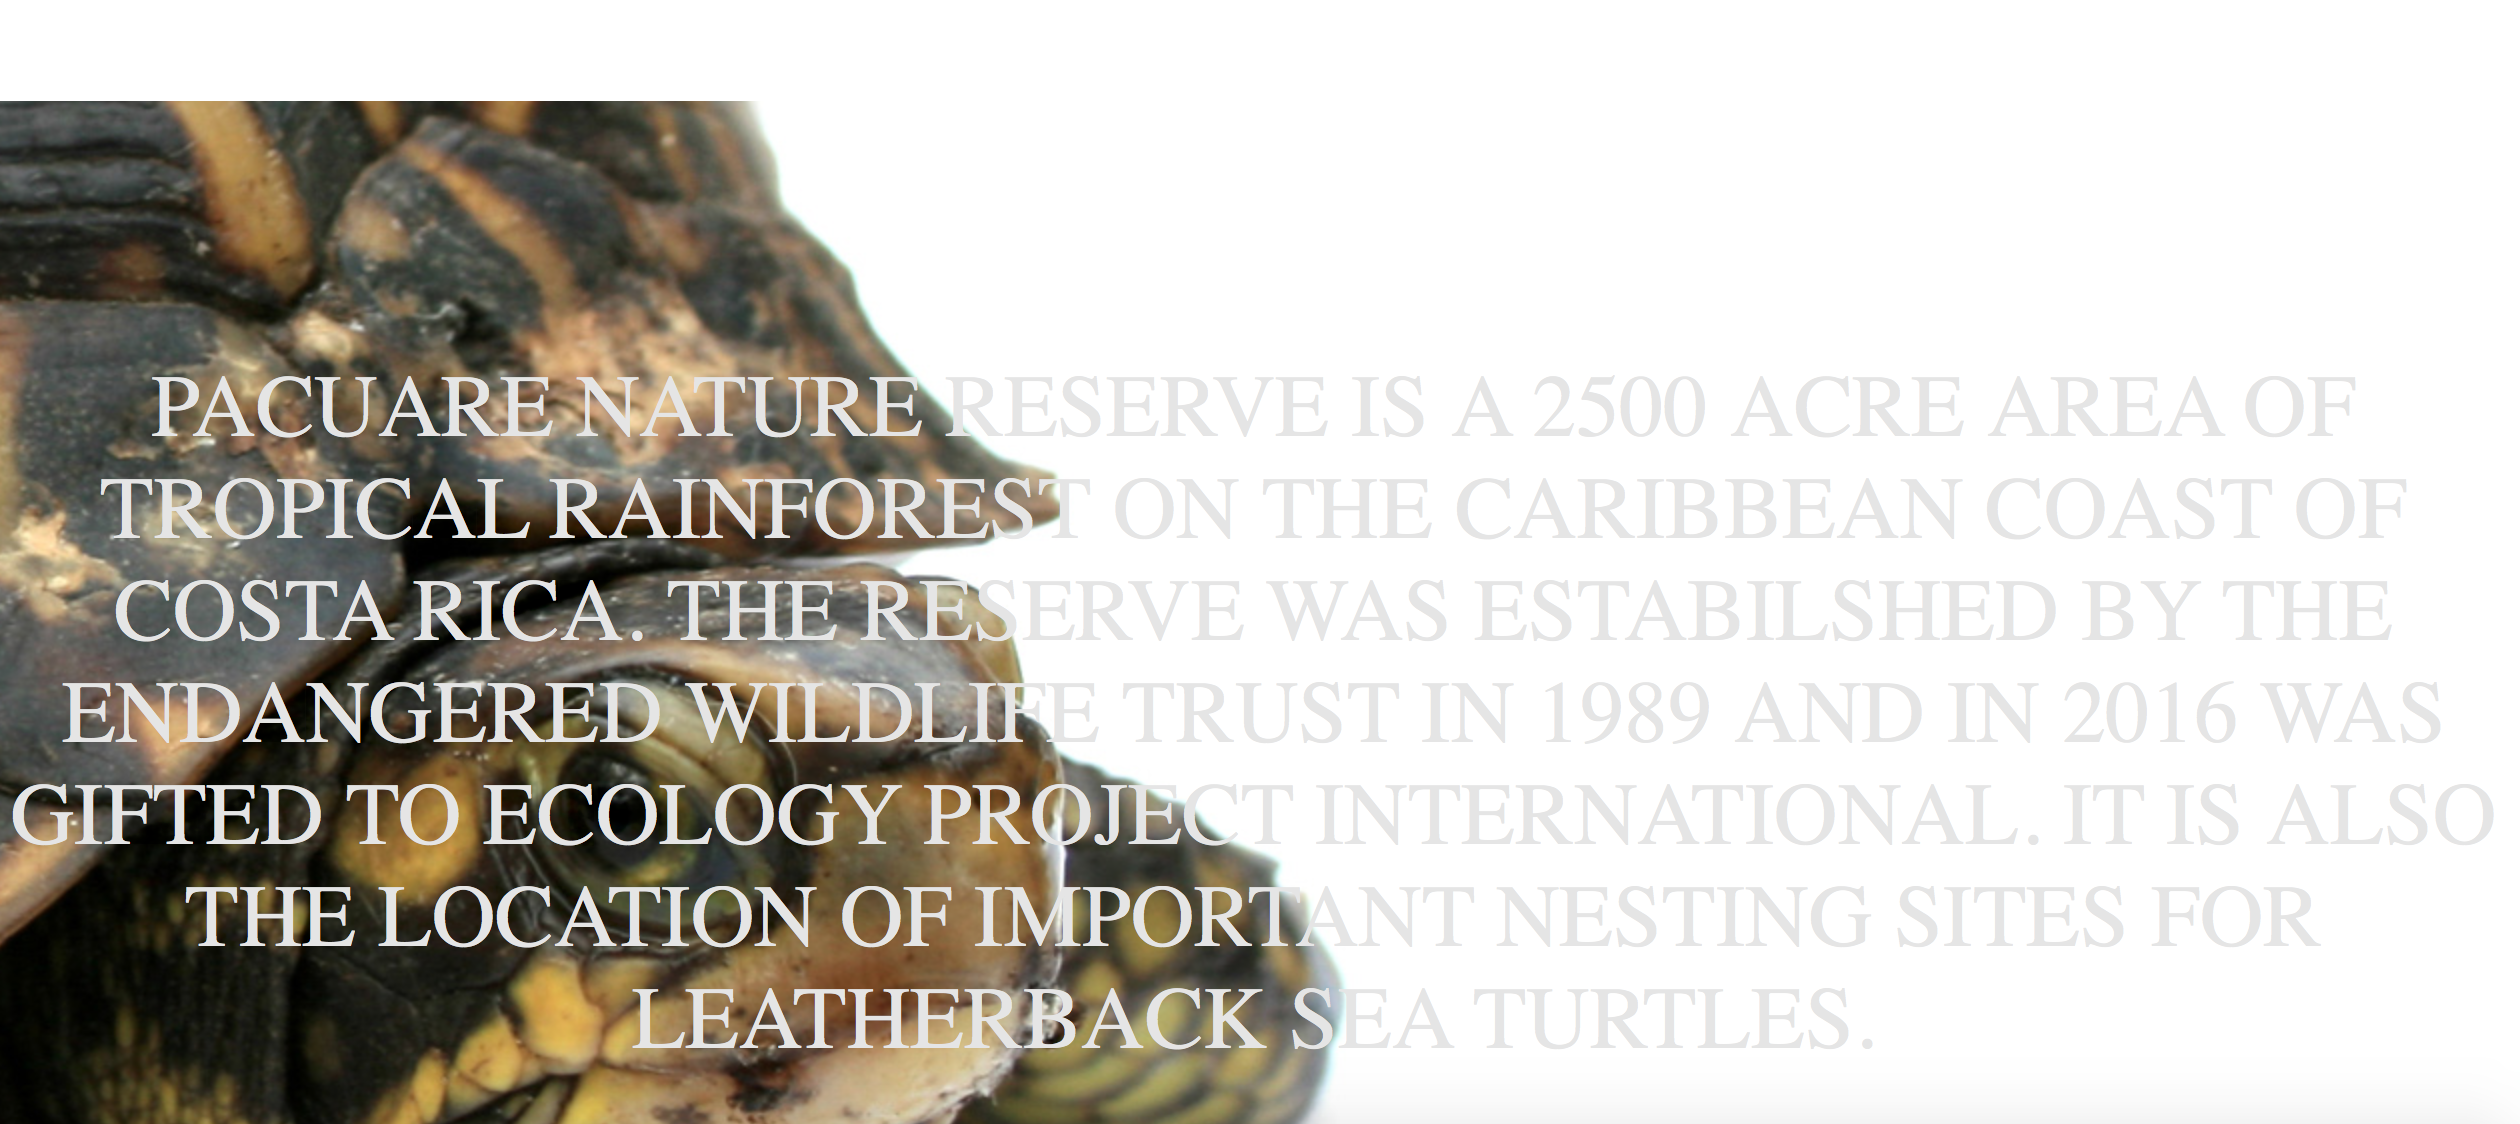 PACUARE NATURE RESERVE IS A 2500 ACRE AREA OF
TROPICAL RAINFOREST ON THE CARIBBEAN COAST OF
COSTA RICA. THE RESERVE WAS ESTABILSHED BY THE
ENDANGERED WILDLIFE TRUST IN 1989 AND IN 2016 WAS
GIFTED TO ECOLOGY PROJECT INTERNATIONAL. IT IS ALSO
THE LOCATION OF IMPORTANT NESTING SITES FOR
LEATHERBACK SEA TURTLES.